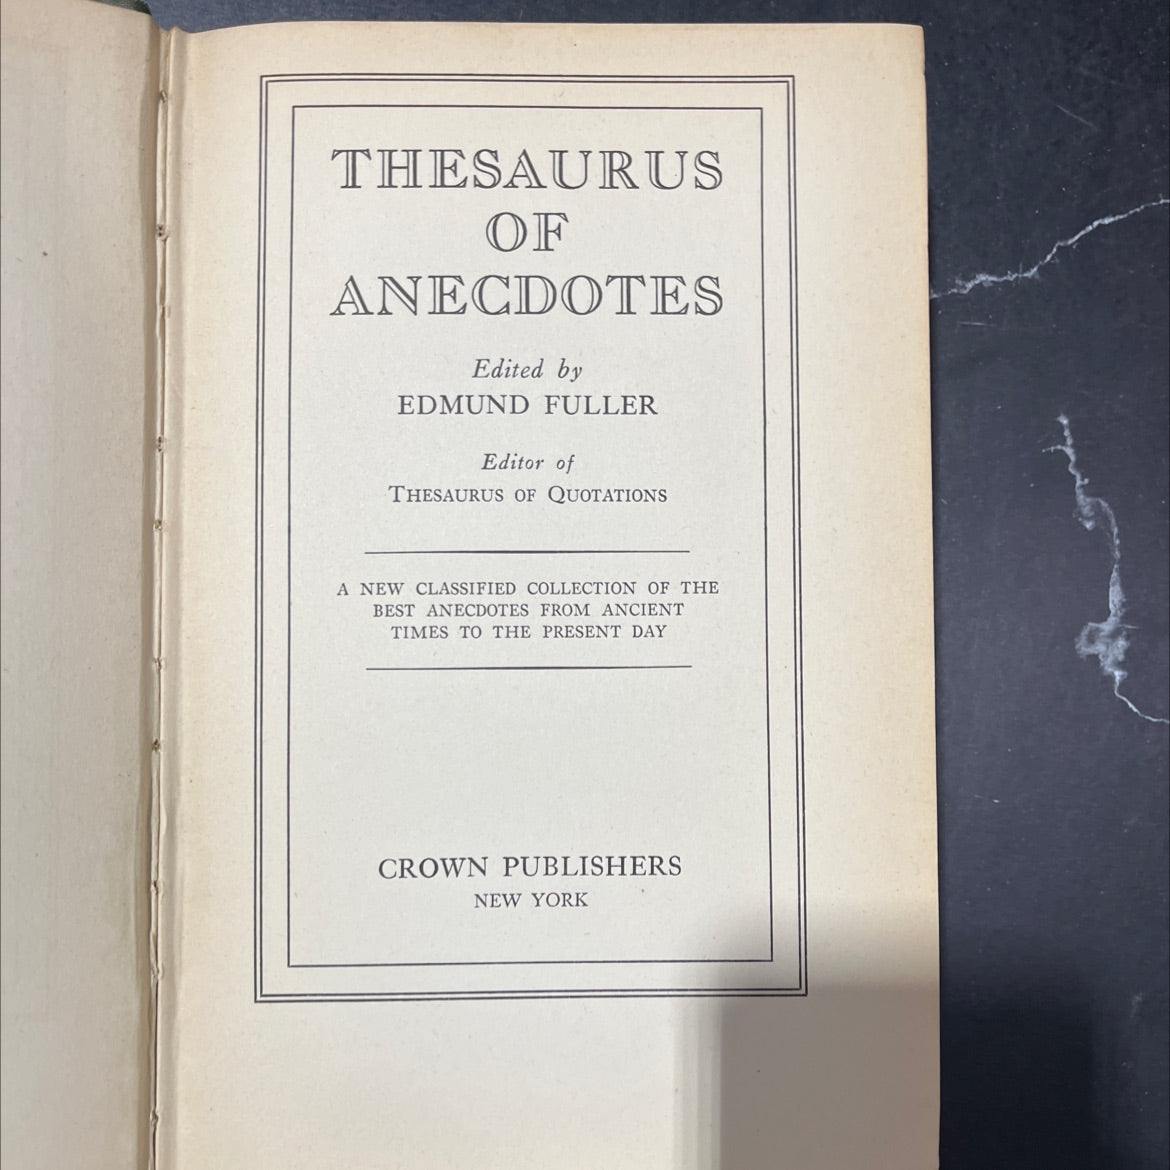 THESAURUS
OF
ANECDOTES
Edited by
EDMUND FULLER
Editor of
THESAURUS OF QUOTATIONS
A NEW CLASSIFIED COLLECTION OF THE
BEST ANECDOTES FROM ANCIENT
TIMES TO THE PRESENT DAY
CROWN PUBLISHERS
NEW YORK